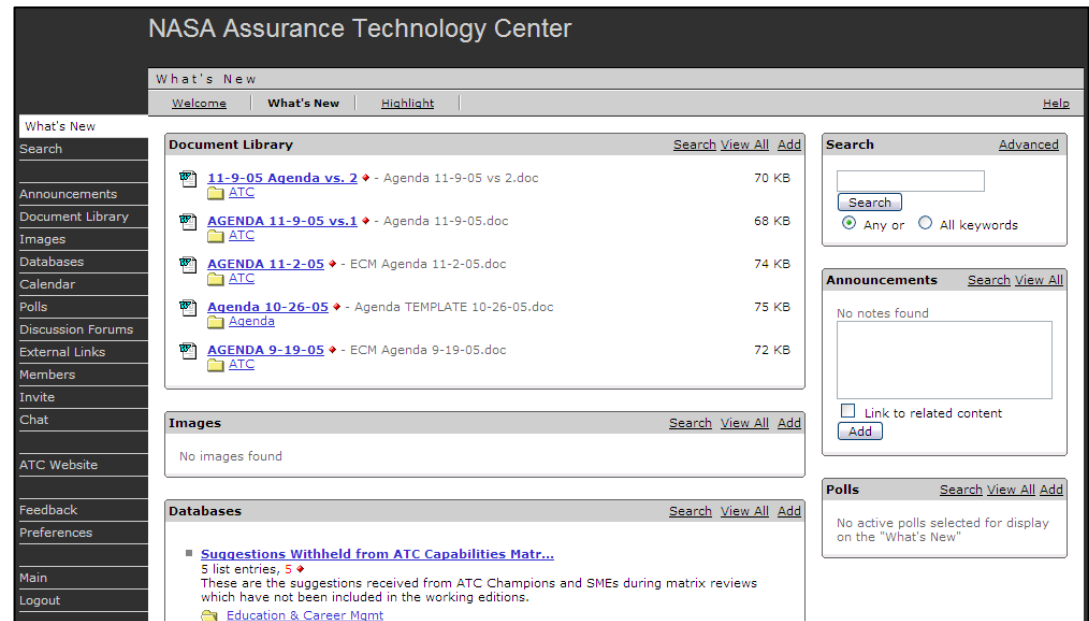 NASA Assurance Technology Center
What's New
Welcome What's New Highlight Help
What's New
Search
Announcements
Document Library
Images
Databases
Calendar
Polls
Discussion Forums
External Links
Members
Invite
Chat
ATC Website
Feedback
Preferences
Main
Logout
Document Library Search View All Add
11-9-05 Agenda vs. 2 - Agenda 11-9-05 vs 2.doc 70 KB
ATC
AGENDA 11-9-05 vs.1 - Agenda 11-9-05.doc 68 KB
ATC
AGENDA 11-2-05 - ECM Agenda 11-2-05.doc 74 KB
ATC
Agenda 10-26-05 - Agenda TEMPLATE 10-26-05.doc 75 KB
Agenda
AGENDA 9-19-05 - ECM Agenda 9-19-05.doc 72 KB
ATC
Images Search View All Add
No images found
Databases Search View All Add
Suggestions Withheld from ATC Capabilities Matr...
5 list entries, 5
These are the suggestions received from ATC Champions and SMEs during matrix reviews
which have not been included in the working editions.
Education & Career Mgmt
Search Advanced
Search
Any or All keywords
Announcements Search View All
No notes found
Link to related content
Add
Polls Search View All Add
No active polls selected for display
on the "What's New"